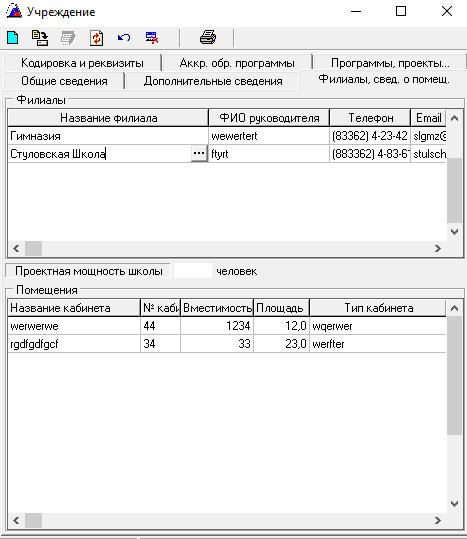 Учреждение
Кодировка и реквизиты Аккр. обр. программы Программы, проекты...
Общие сведения Дополнительные сведения Филиалы, свед. о помещ.
Филиалы
Название филиала ФИО руководителя Телефон Email
Гимназия wewertert (83362) 4-23-42 slgmz@
Стуловская Школа ... ftyrt (883362) 4-83-67 stulsch
Проектная мощность школы человек
Помещения
Название кабинета № каби Вместимость Площадь Тип кабинета
werwerwe 44 1234 12,0 wqerwer
rgdfgdfgcf 34 33 23,0 werfter